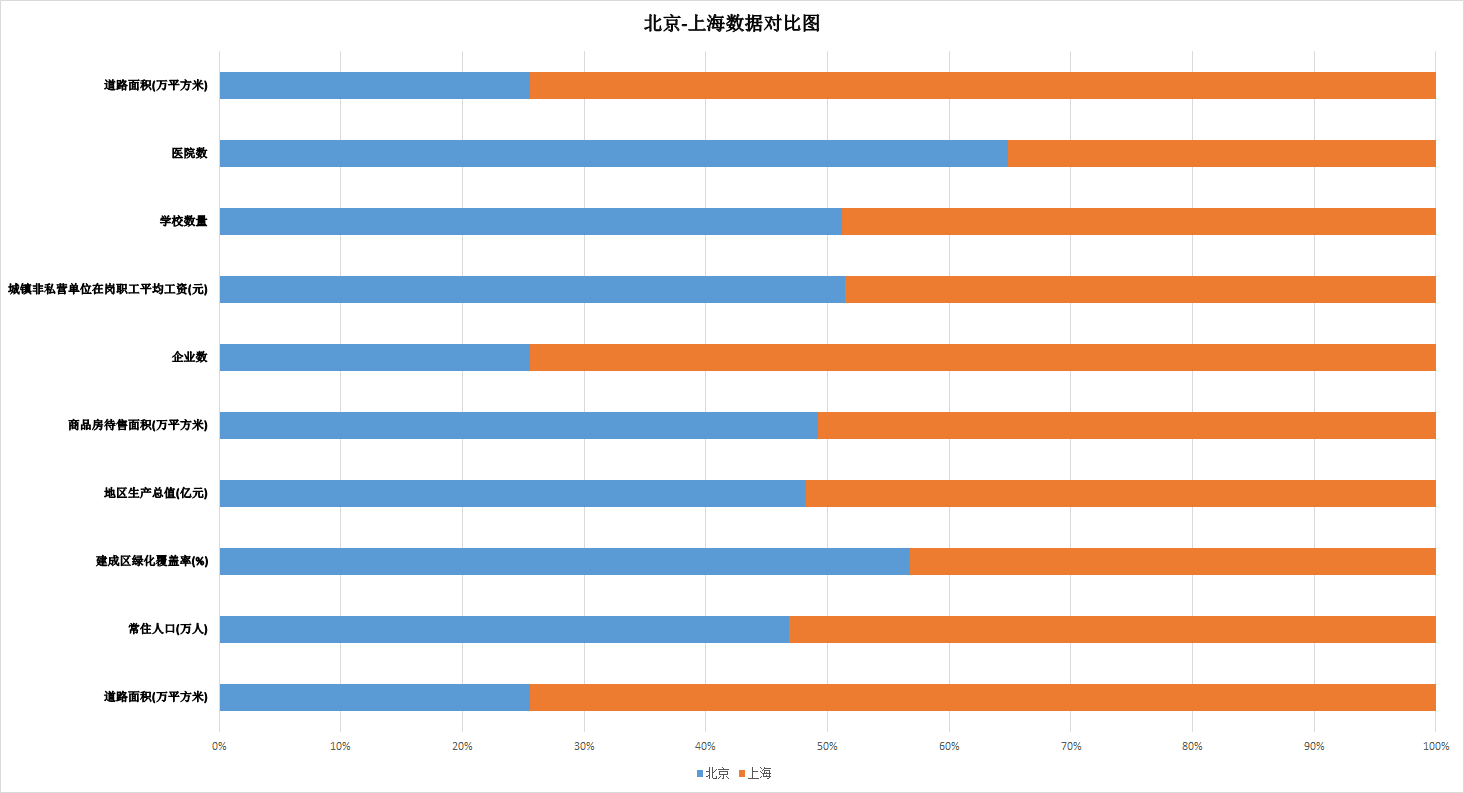 北京-上海数据对比图
道路面积(万平方米)
医院数
学校数量
城镇非私营单位在岗职工平均工资(元)
企业数
商品房待售面积(万平方米)
地区生产总值(亿元)
建成区绿化覆盖率(%)
常住人口(万人)
道路面积(万平方米)
0% 10% 20% 30% 40% 50% 60% 70% 80% 90% 100%
北京 上海